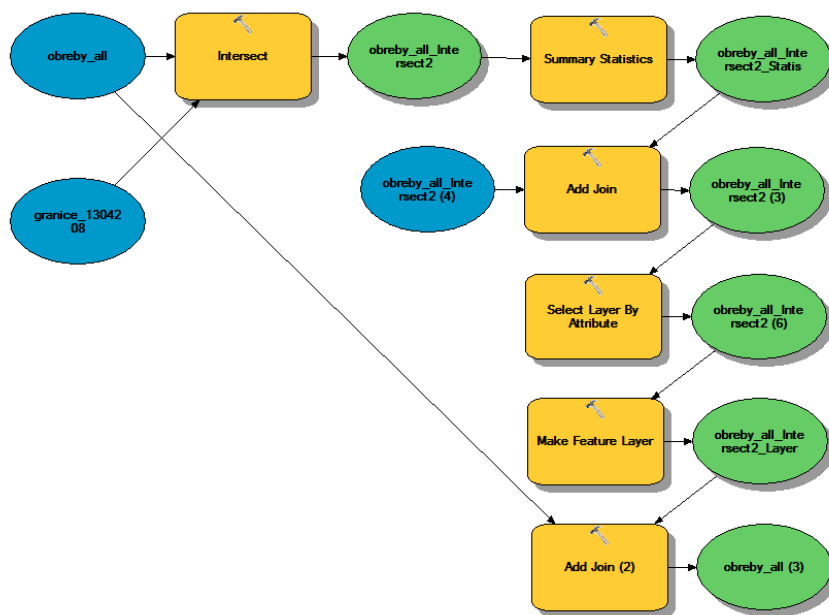 obreby_all
Intersect
obreby_all_Inte
rsect2
Summary Statistics
obreby_all_Inte
rsect2_Statis
granice_13042
08
obreby_all_Inte
rsect2 (4)
Add Join
obreby_all_Inte
rsect2 (3)
Select Layer By
Attribute
obreby_all_Inte
rsect2 (6)
Make Feature Layer
obreby_all_Inte
rsect2_Layer
Add Join (2)
obreby_all (3)